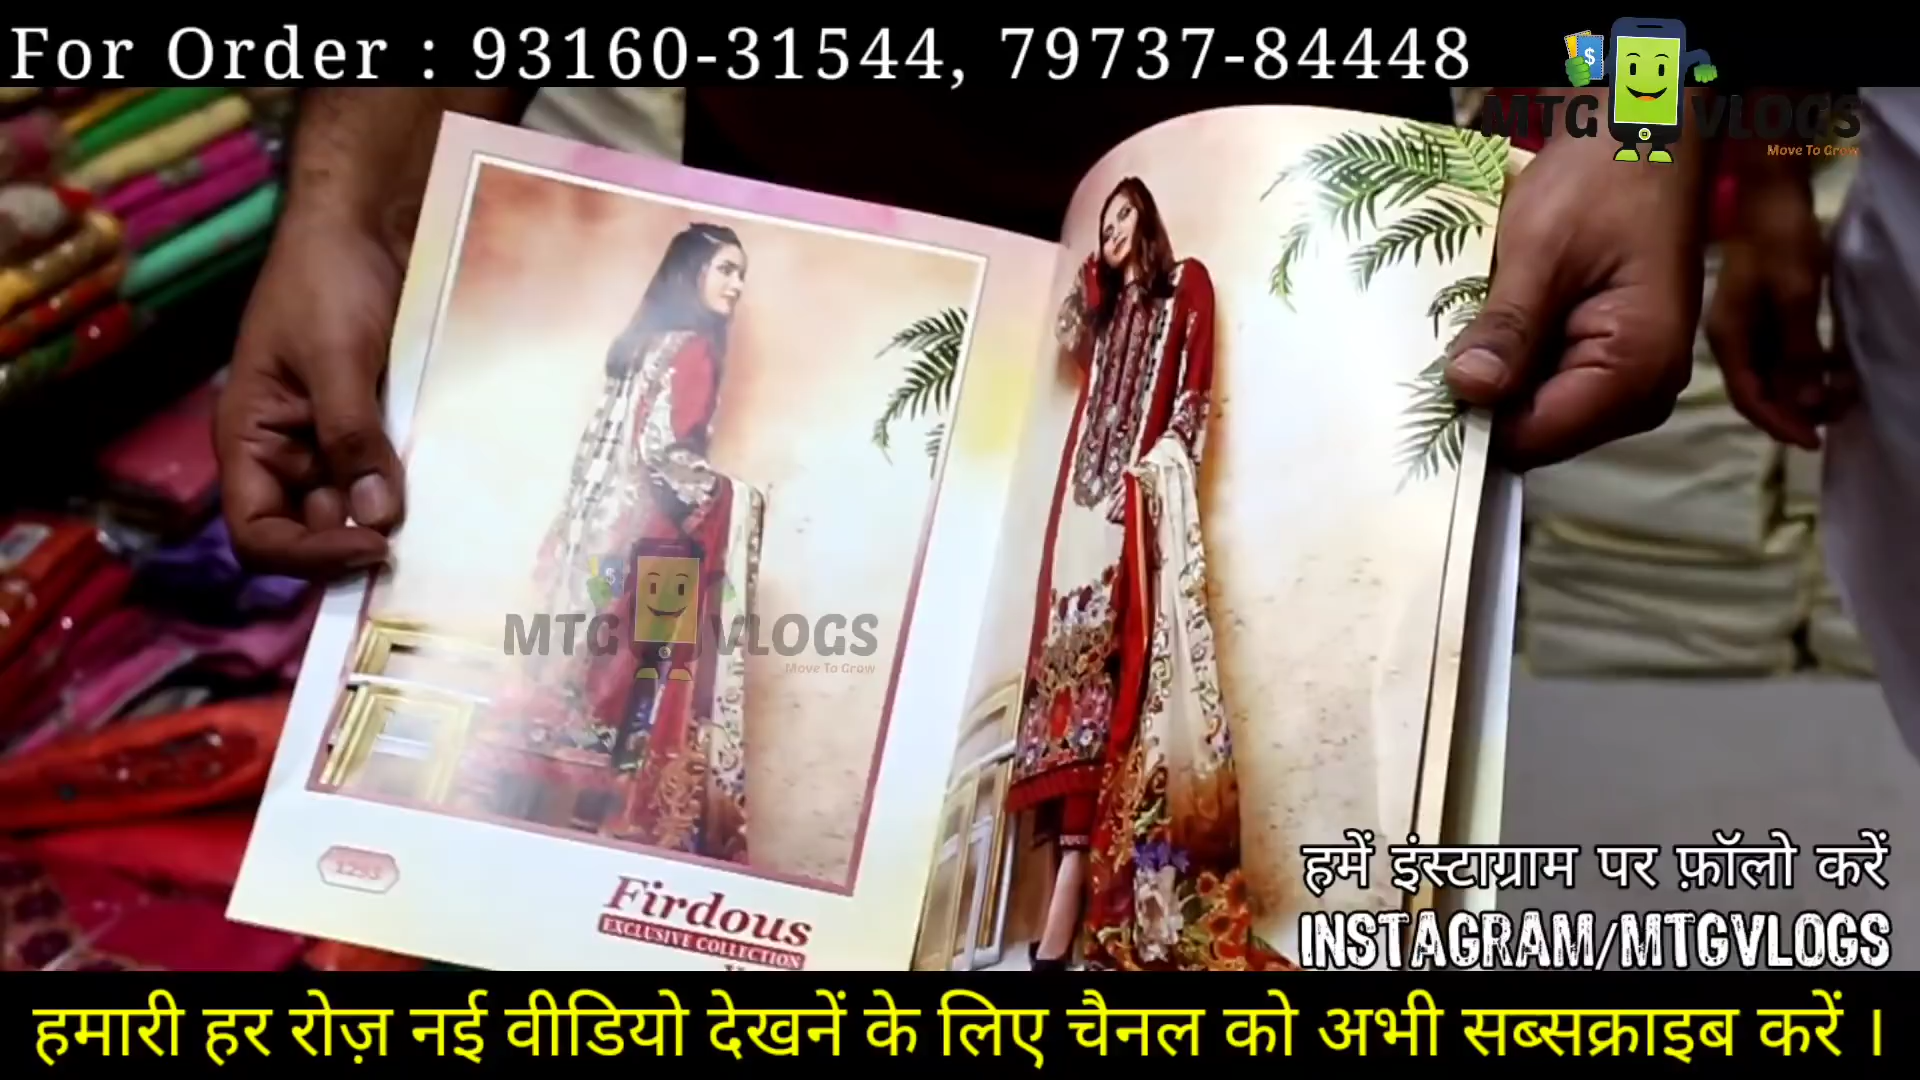 For Order : 93160-31544, 79737-84448
MTG VLOGS
Move To Grow
MTG VLOGS
Move To Grow
Firdous
EXCLUSIVE COLLECTION
हमें इंस्टाग्राम पर फ़ॉलो करें
INSTAGRAM/MTGVLOGS
हमारी हर रोज़ नई वीडियो देखनें के लिए चैनल को अभी सब्सक्राइब करें ।